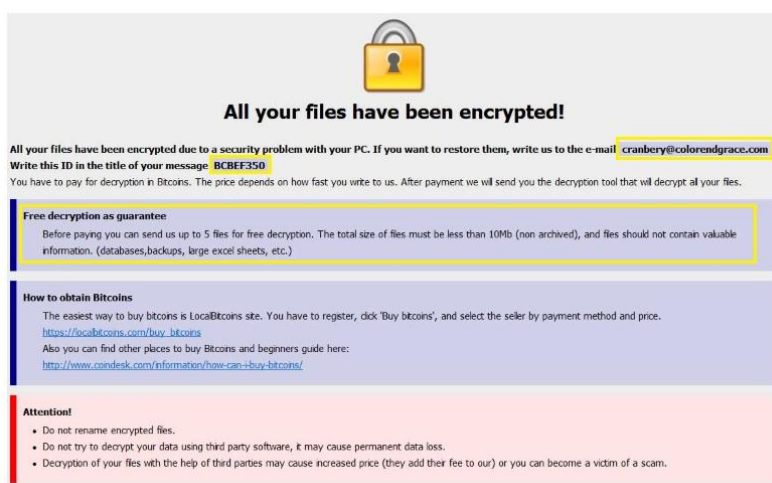 All your files have been encrypted!
All your files have been encrypted due to a security problem with your PC. If you want to restore them, write us to the e-mail cranbery@colorendgrace.com
Write this ID in the title of your message BCBEF350
You have to pay for decryption in Bitcoins. The price depends on how fast you write to us. After payment we will send you the decryption tool that will decrypt all your files.
Free decryption as guarantee
Before paying you can send us up to 5 files for free decryption. The total size of files must be less than 10Mb (non archived), and files should not contain valuable
information. (databases,backups, large excel sheets, etc.)
How to obtain Bitcoins
The easiest way to buy bitcoins is LocalBitcoins site. You have to register, click 'Buy bitcoins', and select the seller by payment method and price.
https://localbitcoins.com/buy_bitcoins
Also you can find other places to buy Bitcoins and beginners guide here:
http://www.coindesk.com/information/how-can-i-buy-bitcoins/
Attention!
• Do not rename encrypted files.
• Do not try to decrypt your data using third party software, it may cause permanent data loss.
• Decryption of your files with the help of third parties may cause increased price (they add their fee to our) or you can become a victim of a scam.